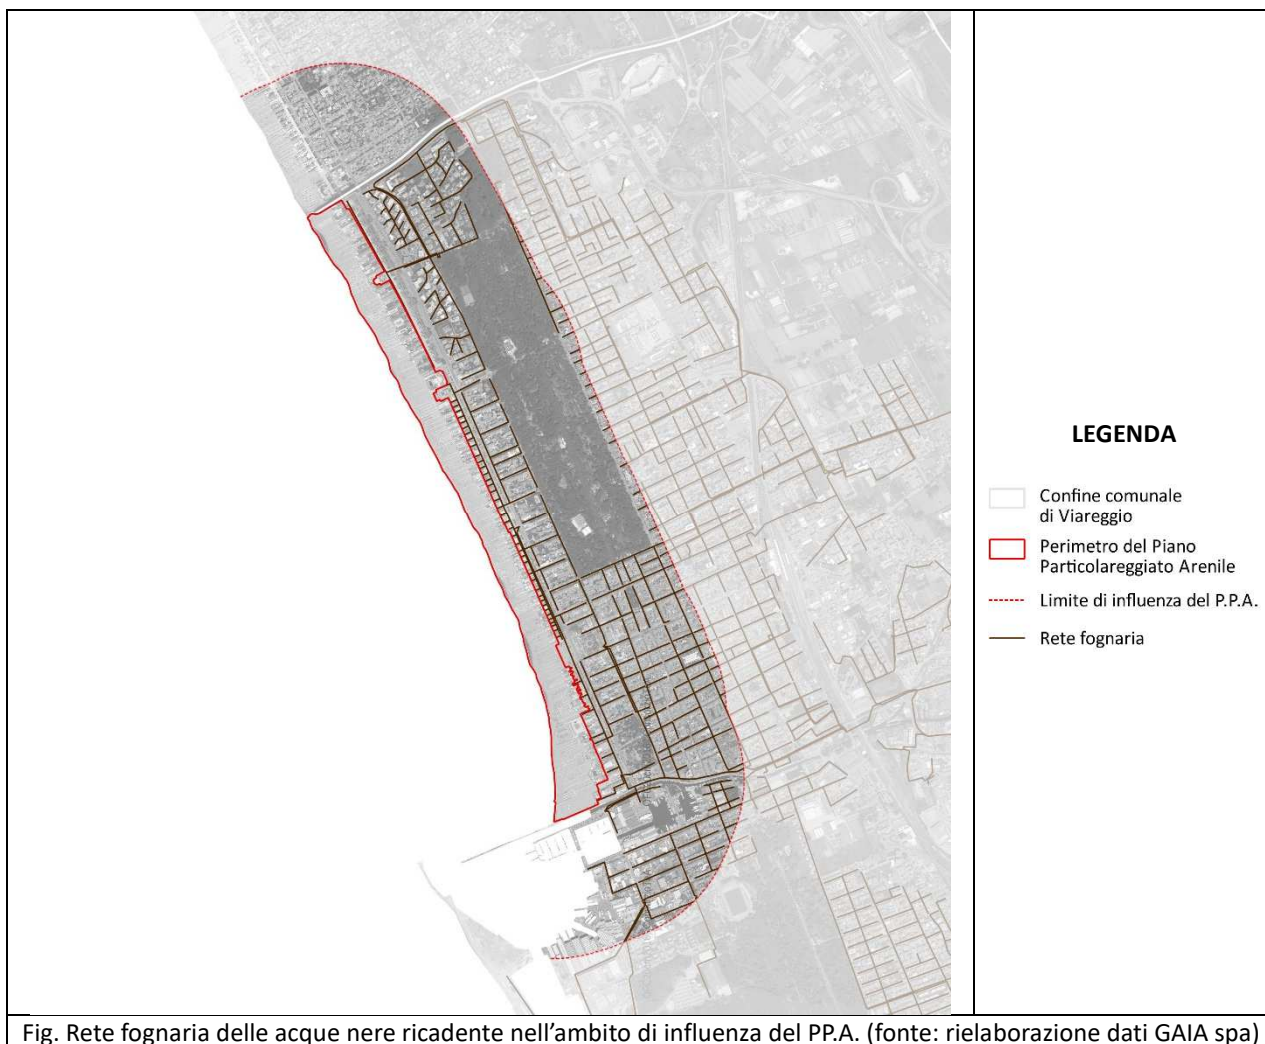 LEGENDA
Confine comunale
di Viareggio
Perimetro del Piano
Particolareggiato Arenile
Limite di influenza del P.P.A.
Rete fognaria
Fig. Rete fognaria delle acque nere ricadente nell’ambito di influenza del PP.A. (fonte: rielaborazione dati GAIA spa)